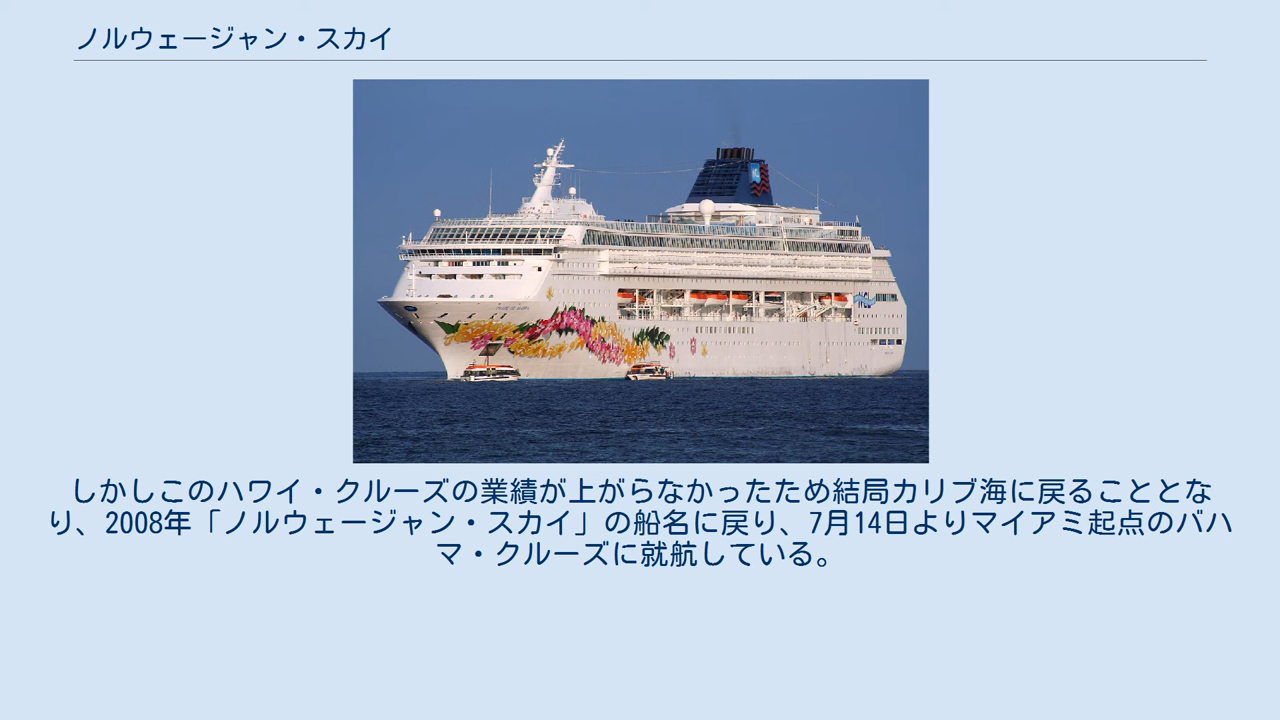 ノルウェージャン・スカイ
しかしこのハワイ・クルーズの業績が上がらなかったため結局カリブ海に戻ることとな
り、2008年「ノルウェージャン・スカイ」の船名に戻り、7月14日よりマイアミ起点のバハ
マ・クルーズに就航している。